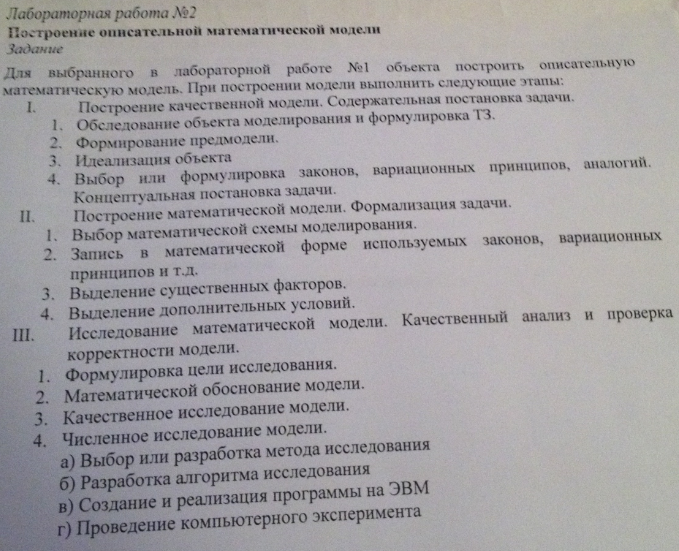 Лабораторная работа №2
Построение описательной математической модели
Задание
Для выбранного в лабораторной работе №1 объекта построить описательную
математическую модель. При построении модели выполнить следующие этапы:
I. Построение качественной модели. Содержательная постановка задачи.
1. Обследование объекта моделирования и формулировка ТЗ.
2. Формирование предмодели.
3. Идеализация объекта
4. Выбор или формулировка законов, вариационных принципов, аналогий.
Концептуальная постановка задачи.
II. Построение математической модели. Формализация задачи.
1. Выбор математической схемы моделирования.
2. Запись в математической форме используемых законов, вариационных
принципов и т.д.
3. Выделение существенных факторов.
4. Выделение дополнительных условий.
III. Исследование математической модели. Качественный анализ и проверка
корректности модели.
1. Формулировка цели исследования.
2. Математической обоснование модели.
3. Качественное исследование модели.
4. Численное исследование модели.
а) Выбор или разработка метода исследования
б) Разработка алгоритма исследования
в) Создание и реализация программы на ЭВМ
г) Проведение компьютерного эксперимента